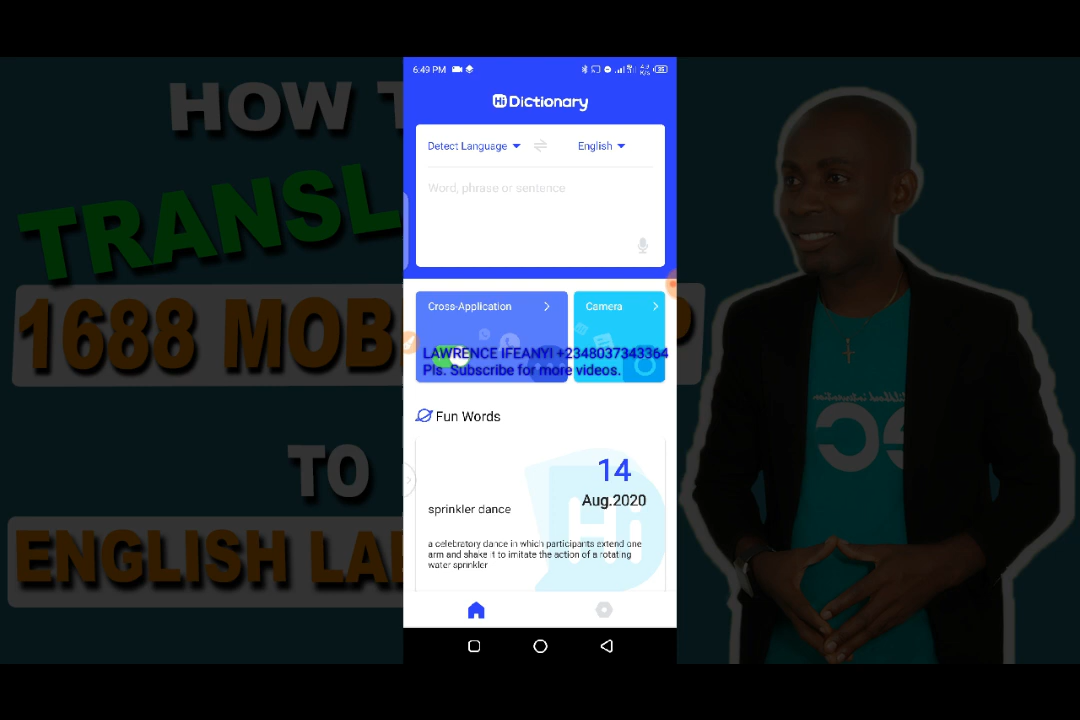 HOW T
TRANSL
1688 MOB
P
TO
ENGLISH LA
6:49 PM
Hi Dictionary
Detect Language
English
Word, phrase or sentence
Cross-Application
Camera
LAWRENCE IFEANYI +2348037343364
Pls. Subscribe for more videos.
Fun Words
14
Aug.2020
sprinkler dance
a celebratory dance in which participants extend one
arm and shake it to imitate the action of a rotating
water sprinkler
Hi